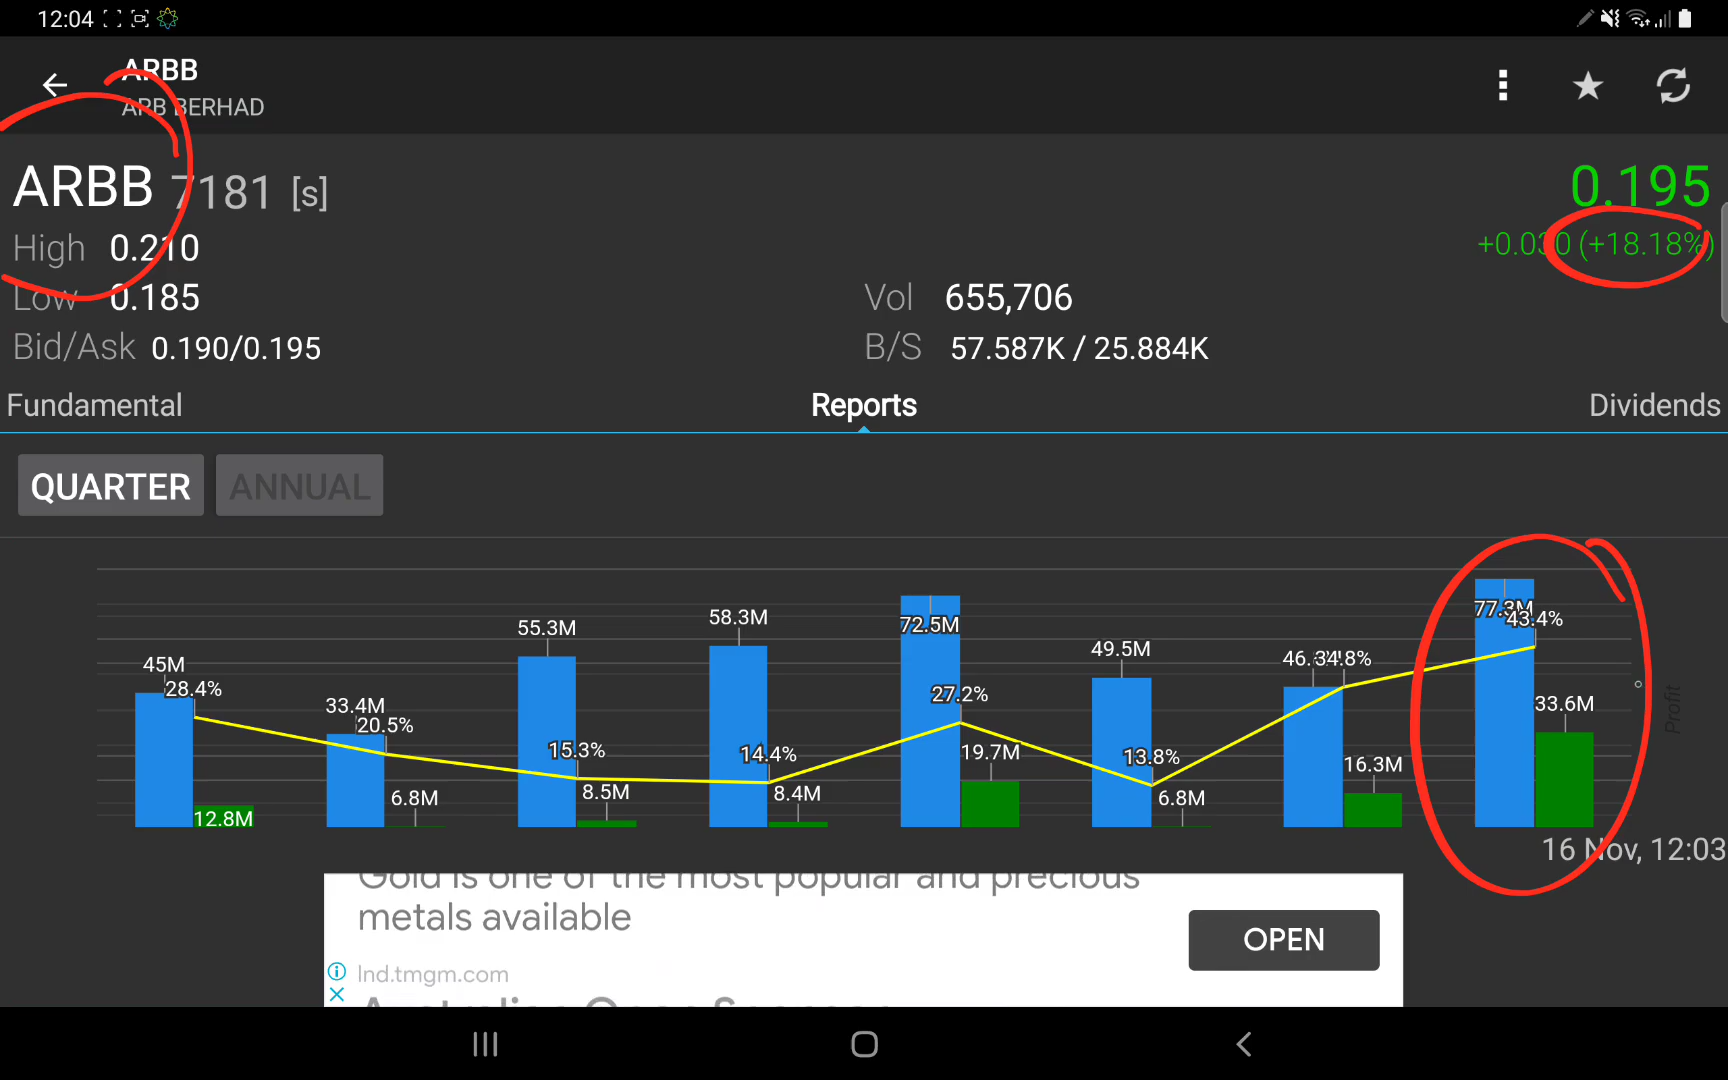 12:04
ARBB
ARB BERHAD
ARBB 7181 [s]
0.195
High 0.210
+0.030 (+18.18%)
Low 0.185
Vol 655,706
Bid/Ask 0.190/0.195
B/S 57.587K / 25.884K
Fundamental
Reports
Dividends
QUARTER
ANNUAL
45M
28.4%
12.8M
33.4M
20.5%
6.8M
55.3M
15.3%
8.5M
58.3M
14.4%
8.4M
72.5M
27.2%
19.7M
49.5M
13.8%
6.8M
34.8%
16.3M
77.3M
43.4%
33.6M
Profit
16 Nov, 12:03
Gold is one of the most popular and precious
metals available
OPEN
lnd.tmgm.com